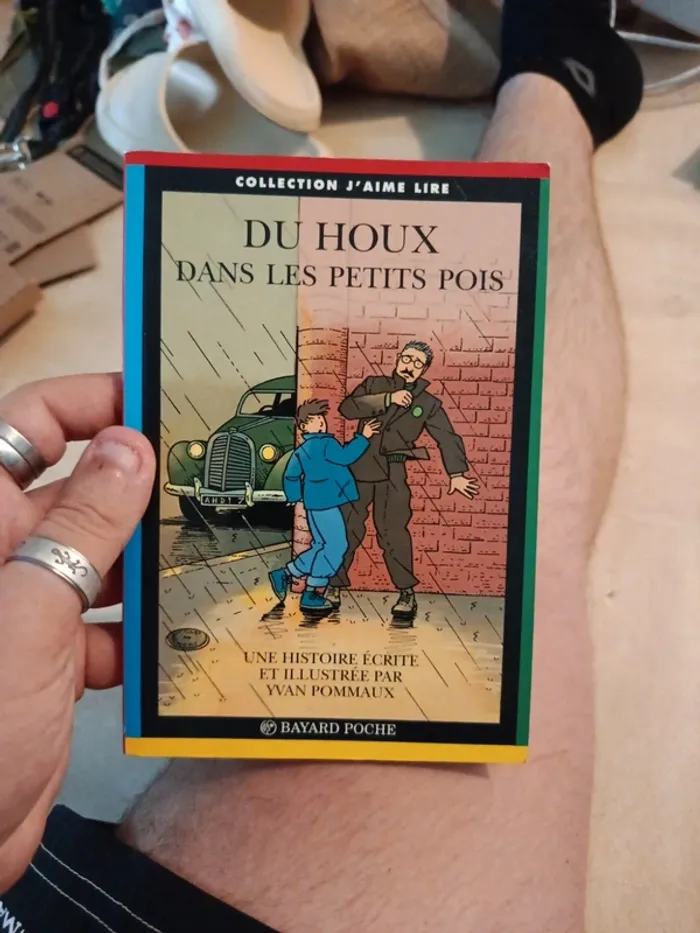 COLLECTION J'AIME LIRE
DU HOUX
DANS LES PETITS POIS
UNE HISTOIRE ÉCRITE
ET ILLUSTRÉE PAR
YVAN POMMAUX
BAYARD POCHE